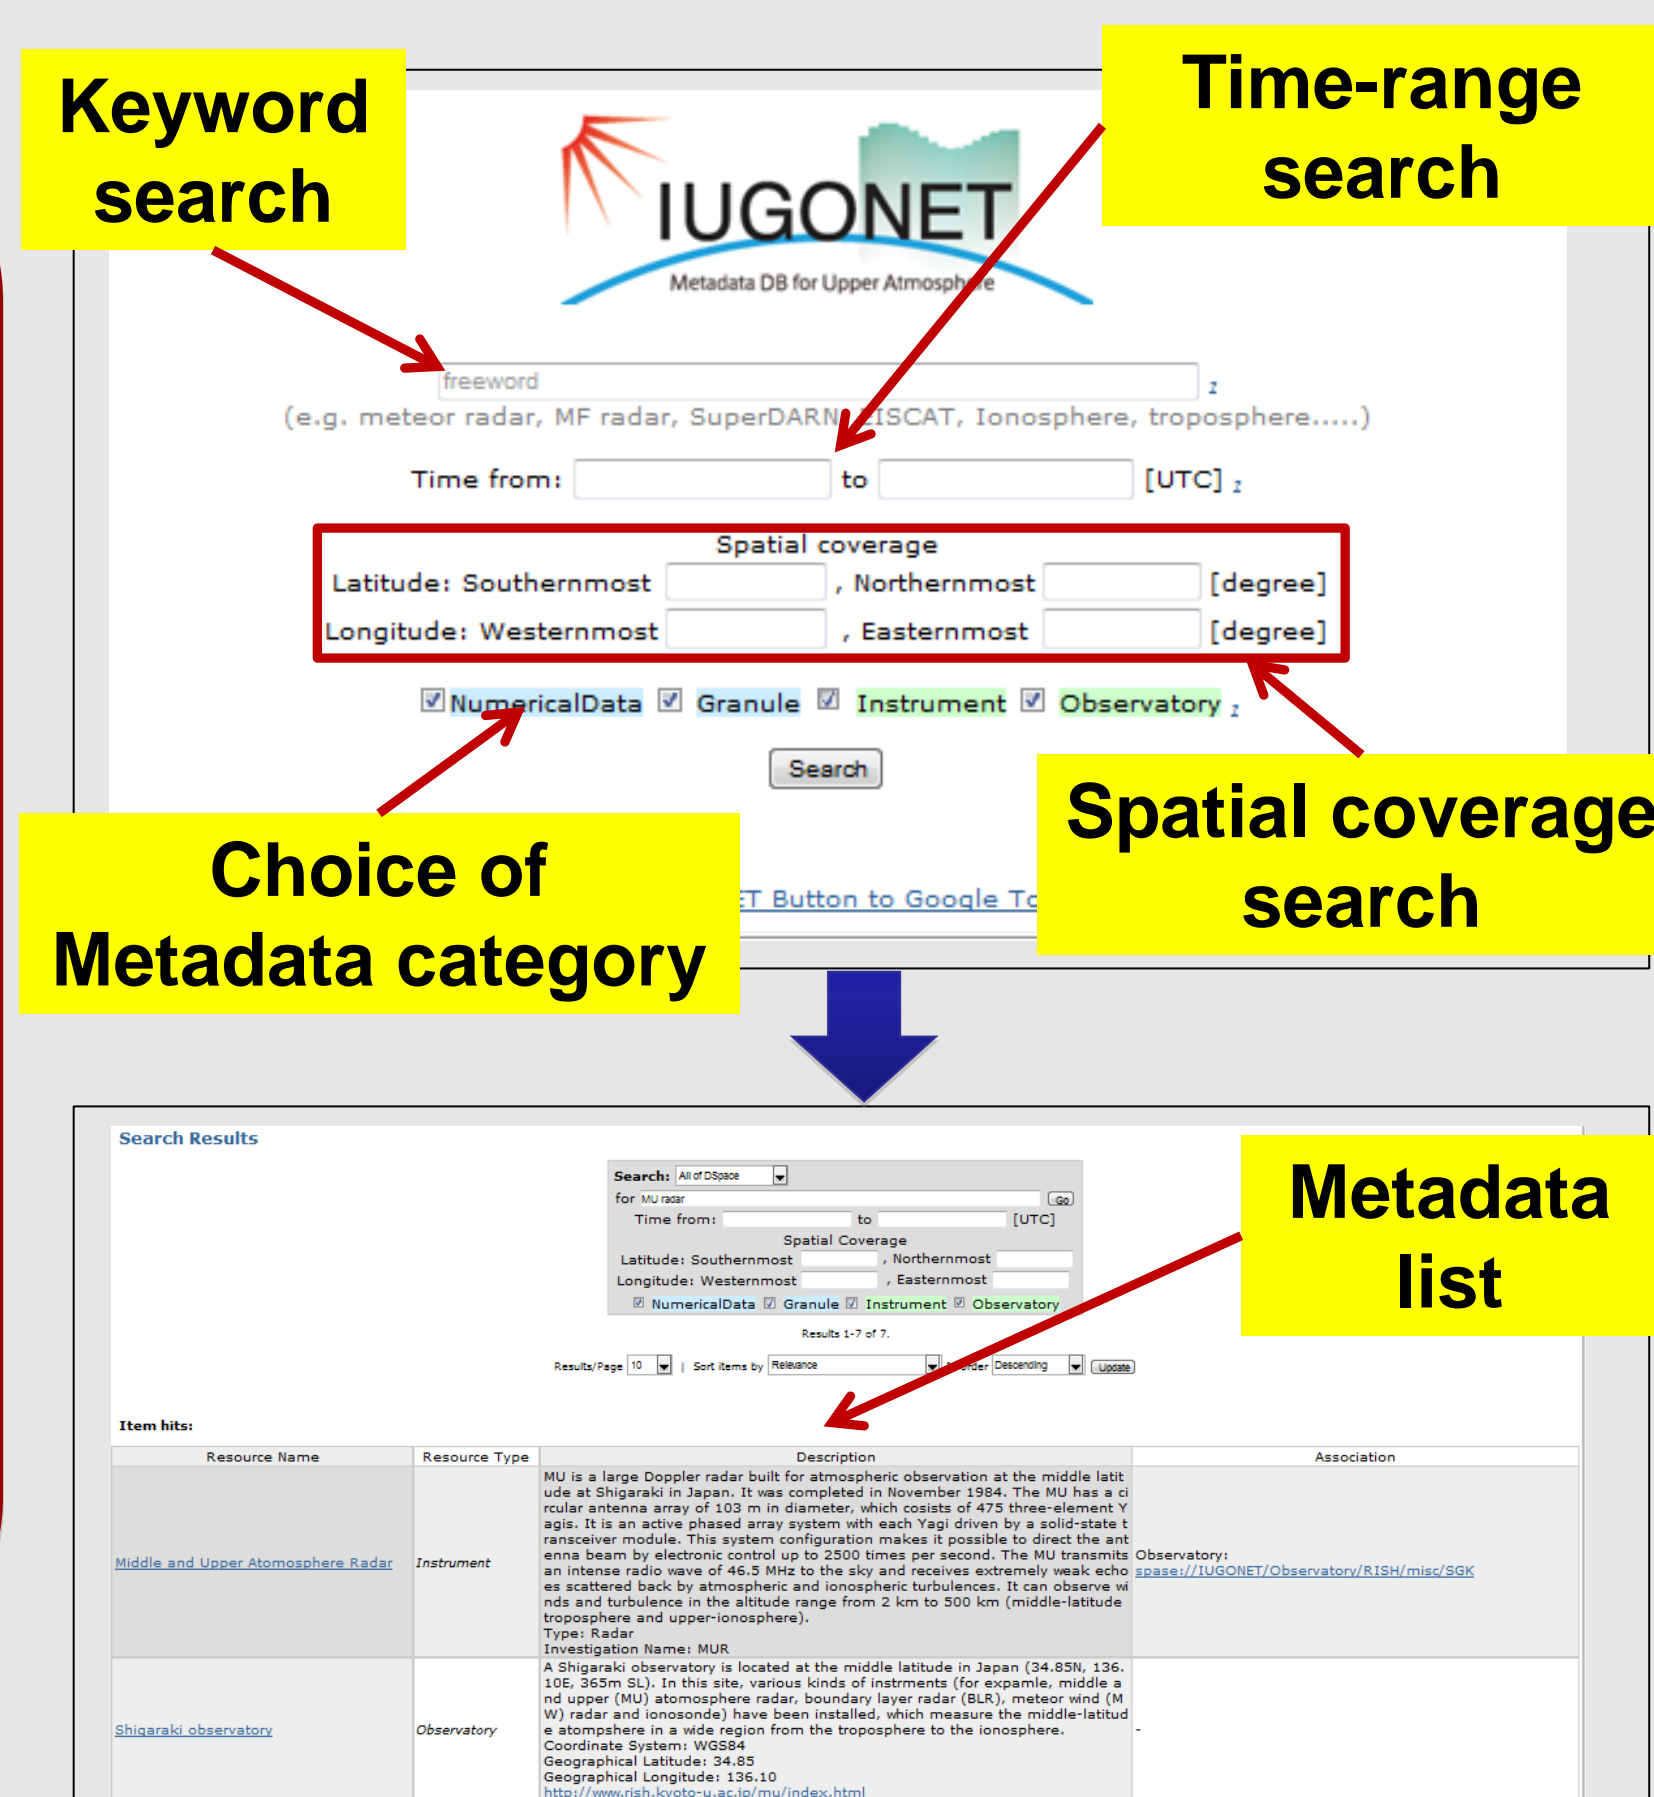 Keyword
search
Time-range
search
IUGONET
Metadata DB for Upper Atmosphere
freeword
(e.g. meteor radar, MF radar, SuperDARN, EISCAT, Ionosphere, troposphere.....)
Time from: to [UTC] ?
Spatial coverage
Latitude: Southernmost , Northernmost [degree]
Longitude: Westernmost , Easternmost [degree]
NumericalData Granule Instrument Observatory ?
Search
Choice of
Metadata category
Spatial coverage
search
Button to Google
Search Results
Search: All of DSpace
for MU radar Go
Time from: to [UTC]
Spatial Coverage
Latitude: Southernmost , Northernmost
Longitude: Westernmost , Easternmost
NumericalData Granule Instrument Observatory
Results 1-7 of 7.
Results/Page 10 | Sort items by Relevance order Descending Update
Metadata
list
Item hits:
Resource Name Resource Type Description Association
Middle and Upper Atomosphere Radar
Instrument
MU is a large Doppler radar built for atmospheric observation at the middle latit
ude at Shigaraki in Japan. It was completed in November 1984. The MU has a ci
rcular antenna array of 103 m in diameter, which cosists of 475 three-element Y
agis. It is an active phased array system with each Yagi driven by a solid-state t
ransceiver module. This system configuration makes it possible to direct the ant
enna beam by electronic control up to 2500 times per second. The MU transmits
an intense radio wave of 46.5 MHz to the sky and receives extremely weak echo
es scattered back by atmospheric and ionospheric turbulences. It can observe wi
nds and turbulence in the altitude range from 2 km to 500 km (middle-latitude
troposphere and upper-ionosphere).
Type: Radar
Investigation Name: MUR
Observatory:
spase://IUGONET/Observatory/RISH/misc/SGK
Shigaraki observatory
Observatory
A Shigaraki observatory is located at the middle latitude in Japan (34.85N, 136.
10E, 365m SL). In this site, various kinds of instrments (for expamle, middle a
nd upper (MU) atomosphere radar, boundary layer radar (BLR), meteor wind (M
W) radar and ionosonde) have been installed, which measure the middle-latitud
e atompshere in a wide region from the troposphere to the ionosphere.
Coordinate System: WGS84
Geographical Latitude: 34.85
Geographical Longitude: 136.10
http://www.rish.kyoto-u.ac.jp/mu/index.html
-